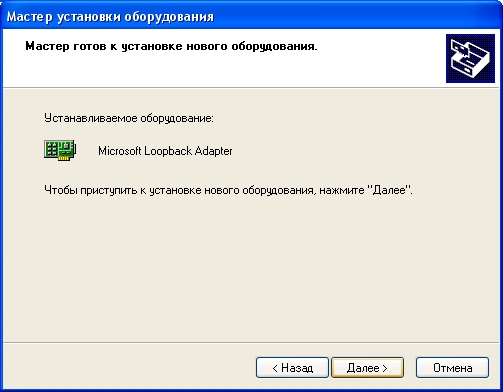 Мастер установки оборудования
Мастер готов к установке нового оборудования.
Устанавливаемое оборудование:
Microsoft Loopback Adapter
Чтобы приступить к установке нового оборудования, нажмите "Далее".
< Назад
Далее >
Отмена